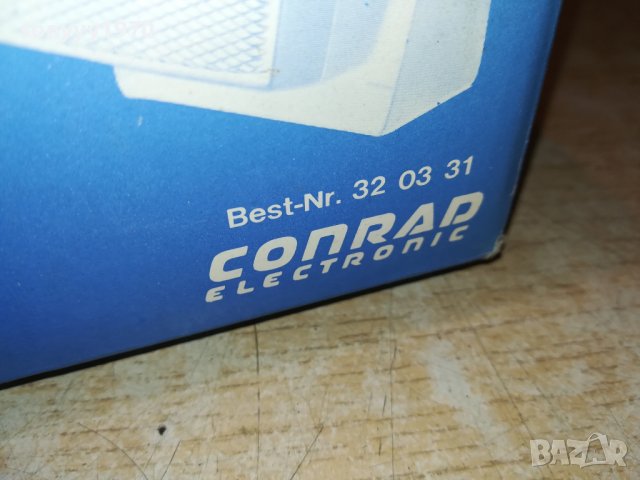 Best-Nr. 32 03 31
CONRAD
ELECTRONIC
BAZAR